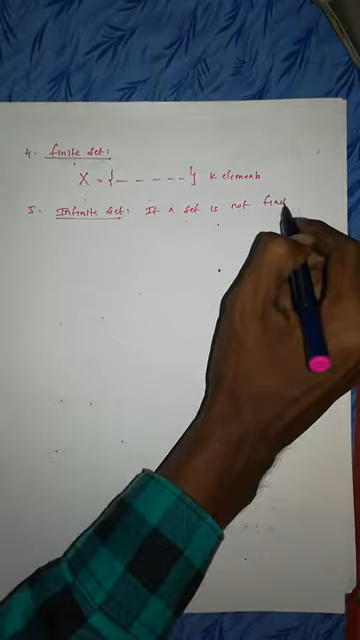 4. finite set:
X = {_ _ _ _ _ _} K elements
5. Infinite set: If a set is not fini